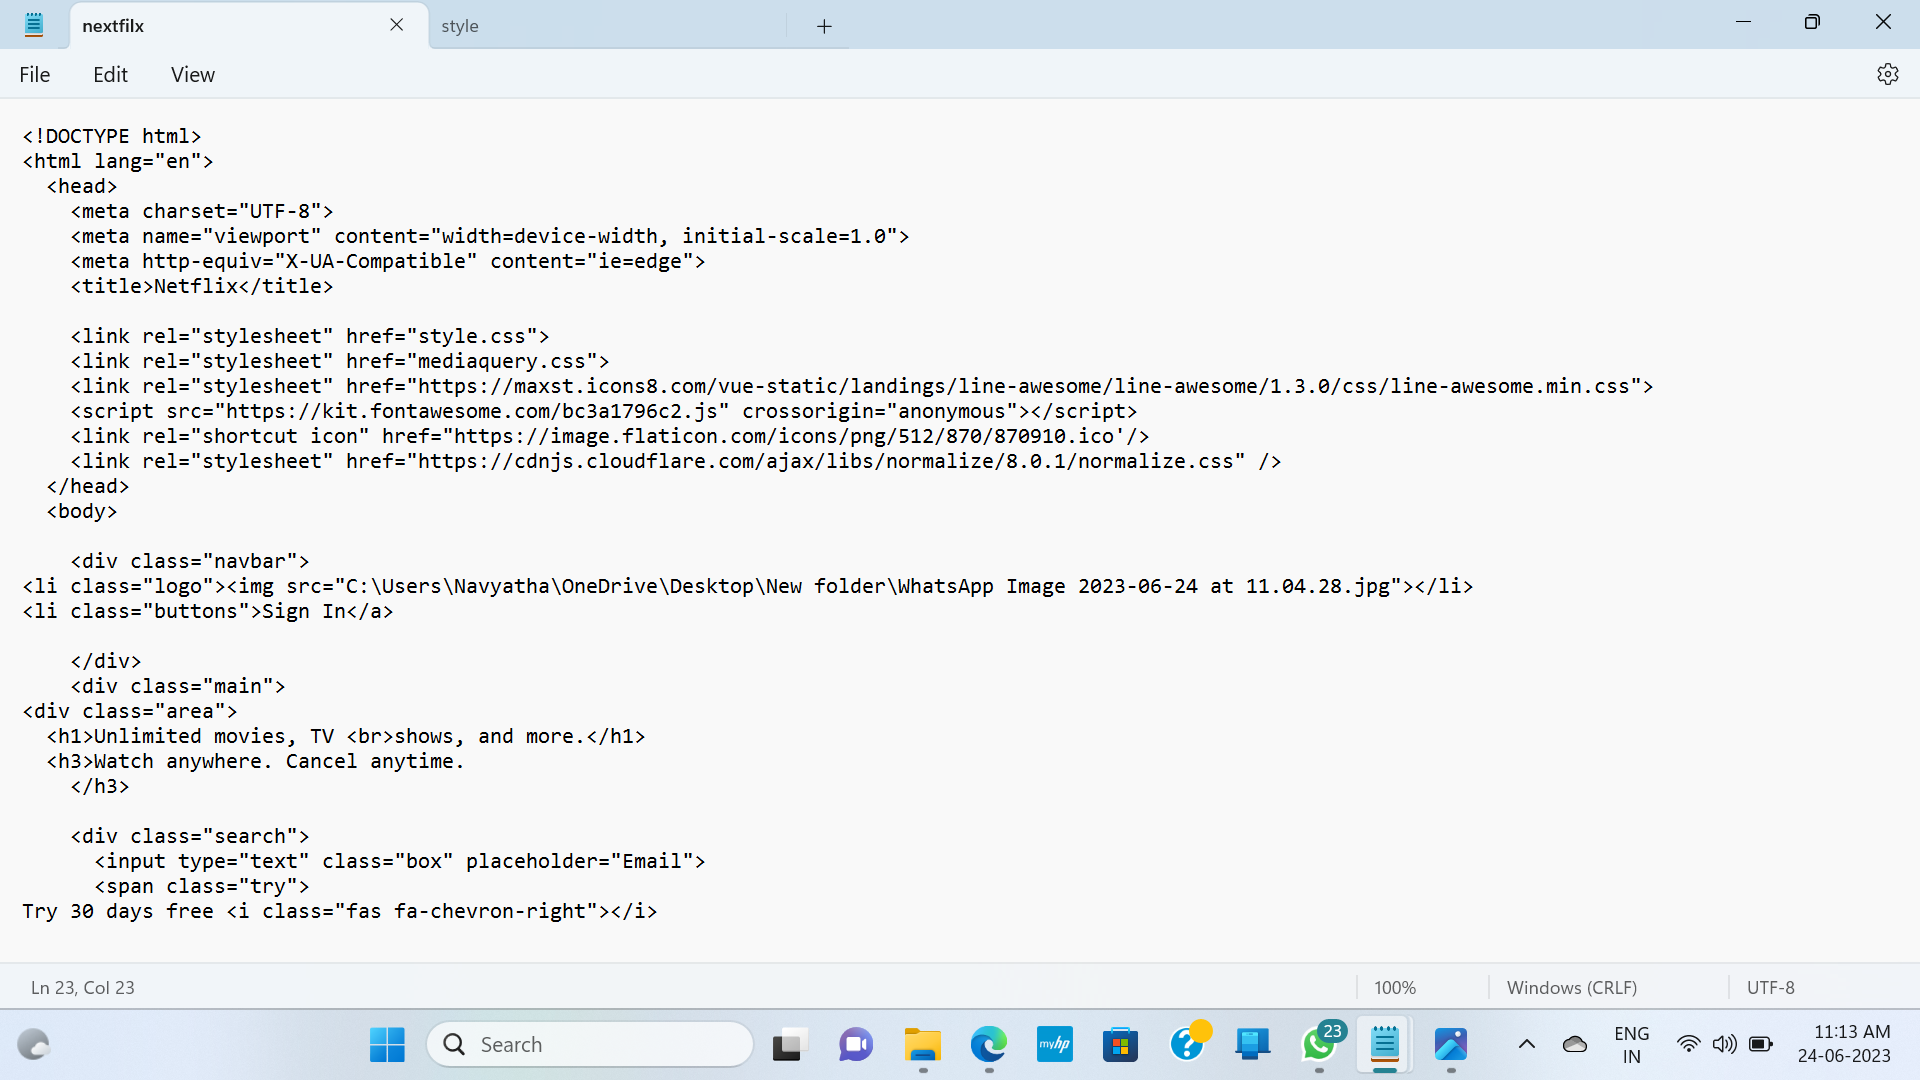 nextfilx
style
File Edit View
<!DOCTYPE html>
<html lang="en">
  <head>
    <meta charset="UTF-8">
    <meta name="viewport" content="width=device-width, initial-scale=1.0">
    <meta http-equiv="X-UA-Compatible" content="ie=edge">
    <title>Netflix</title>

    <link rel="stylesheet" href="style.css">
    <link rel="stylesheet" href="mediaquery.css">
    <link rel="stylesheet" href="https://maxst.icons8.com/vue-static/landings/line-awesome/line-awesome/1.3.0/css/line-awesome.min.css">
    <script src="https://kit.fontawesome.com/bc3a1796c2.js" crossorigin="anonymous"></script>
    <link rel="shortcut icon" href="https://image.flaticon.com/icons/png/512/870/870910.ico'/>
    <link rel="stylesheet" href="https://cdnjs.cloudflare.com/ajax/libs/normalize/8.0.1/normalize.css" />
  </head>
  <body>

    <div class="navbar">
<li class="logo"><img src="C:\Users\Navyatha\OneDrive\Desktop\New folder\WhatsApp Image 2023-06-24 at 11.04.28.jpg"></li>
<li class="buttons">Sign In</a>

    </div>
    <div class="main">
<div class="area">
  <h1>Unlimited movies, TV <br>shows, and more.</h1>
  <h3>Watch anywhere. Cancel anytime.
    </h3>

    <div class="search">
      <input type="text" class="box" placeholder="Email">
      <span class="try">
Try 30 days free <i class="fas fa-chevron-right"></i>
Ln 23, Col 23
100%
Windows (CRLF)
UTF-8
Search
myhp
23
ENG
IN
11:13 AM
24-06-2023